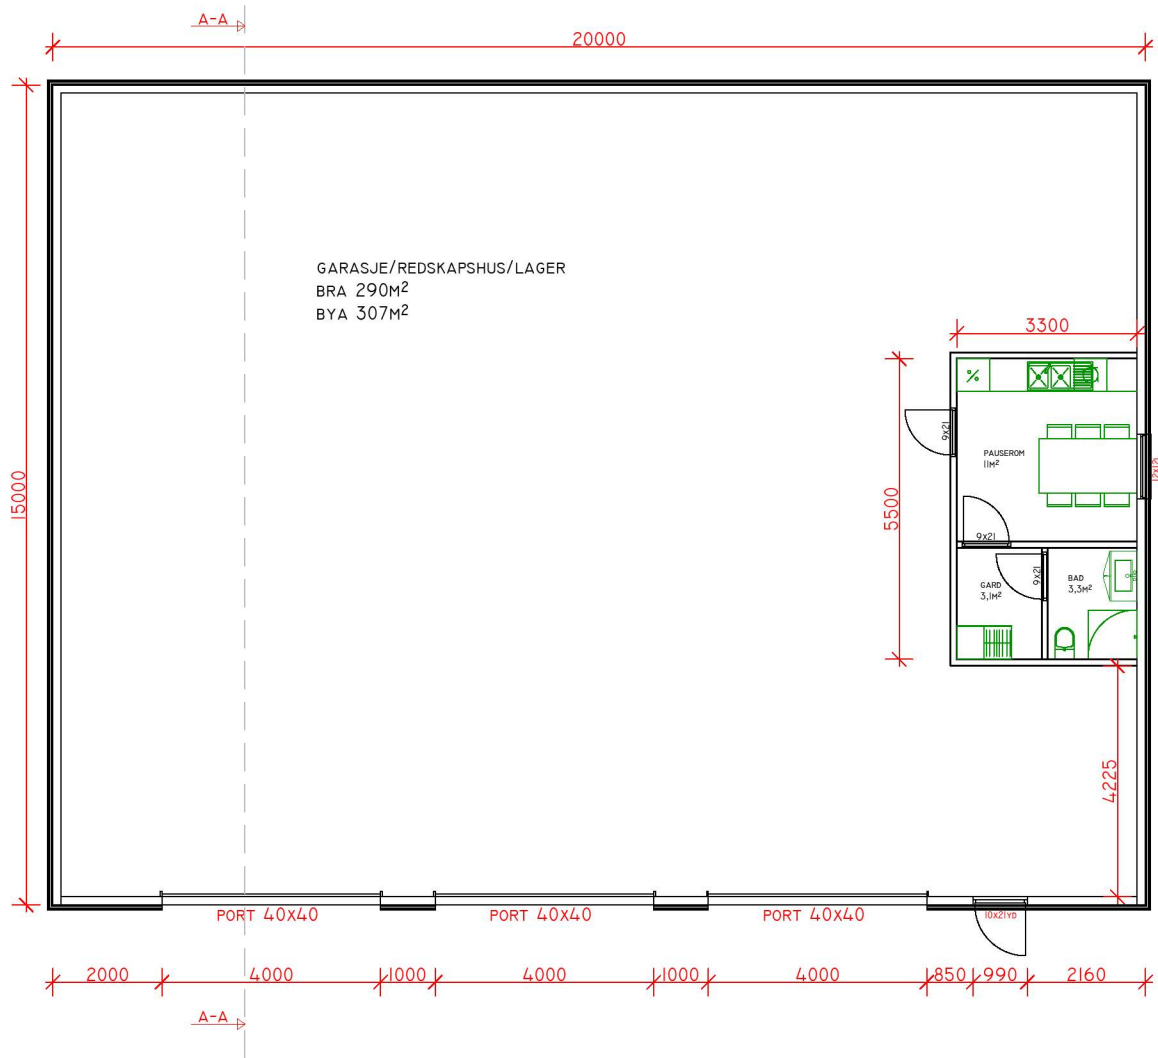 A-A
20000
GARASJE/REDSKAPSHUS/LAGER
BRA 290M²
BYA 307M²
3300
9X21
PAUSEROM
11M²
12X12I
15000
5500
9X21
9X21
GARD
3,1M²
BAD
3,3M²
4225
PORT 40X40
PORT 40X40
PORT 40X40
10X21YD
2000
4000
1000
4000
1000
4000
850
990
2160
A-A